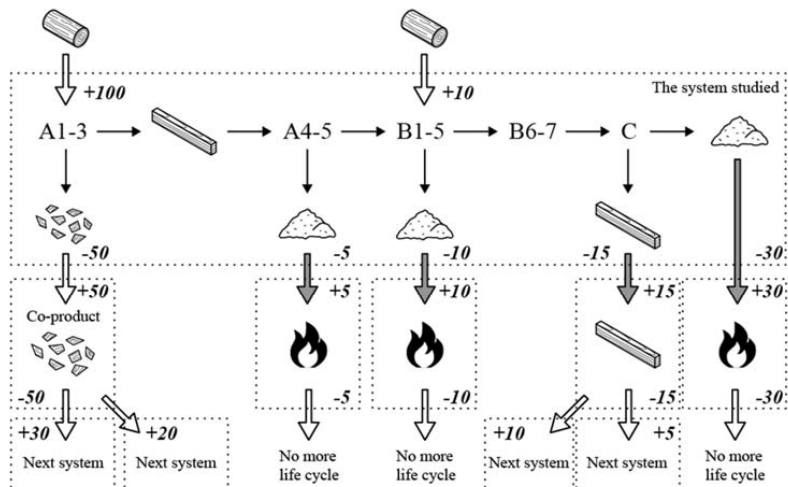 +100
+10
The system studied
A1-3
A4-5
B1-5
B6-7
C
-50
-5
-10
-15
-30
+50
+5
+10
+15
+30
Co-product
-50
-5
-10
-15
-30
+30
+20
+10
+5
Next system
Next system
No more
life cycle
No more
life cycle
Next system
Next system
No more
life cycle